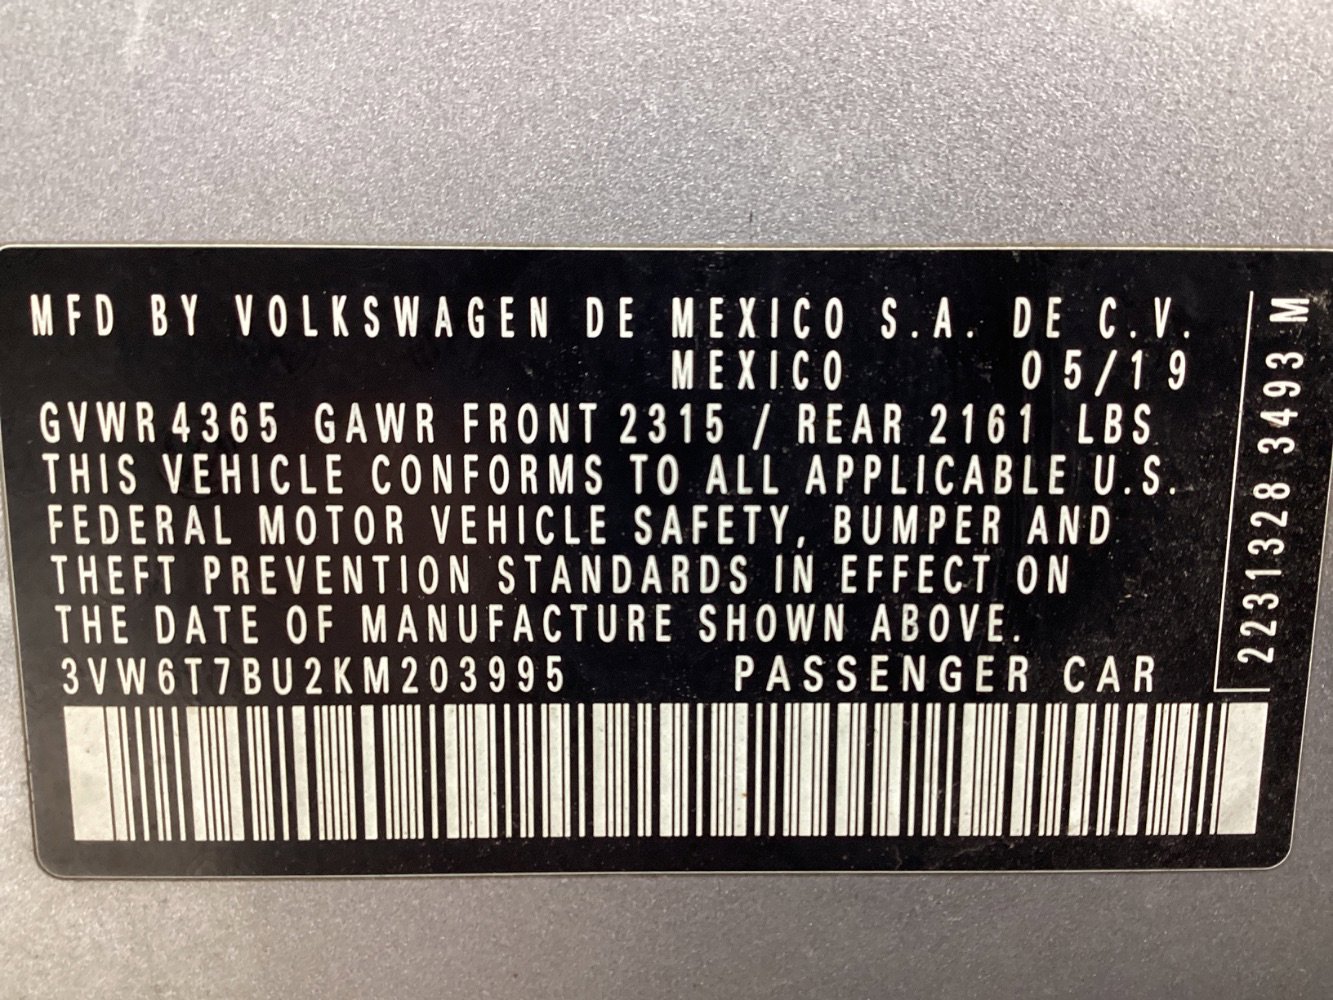 MFD BY VOLKSWAGEN DE MEXICO S.A. DE C.V.
MEXICO 05/19
GVWR 4365 GAWR FRONT 2315 / REAR 2161 LBS
THIS VEHICLE CONFORMS TO ALL APPLICABLE U.S.
FEDERAL MOTOR VEHICLE SAFETY, BUMPER AND
THEFT PREVENTION STANDARDS IN EFFECT ON
THE DATE OF MANUFACTURE SHOWN ABOVE.
3VW6T7BU2KM203995 PASSENGER CAR
2231328 3493 M